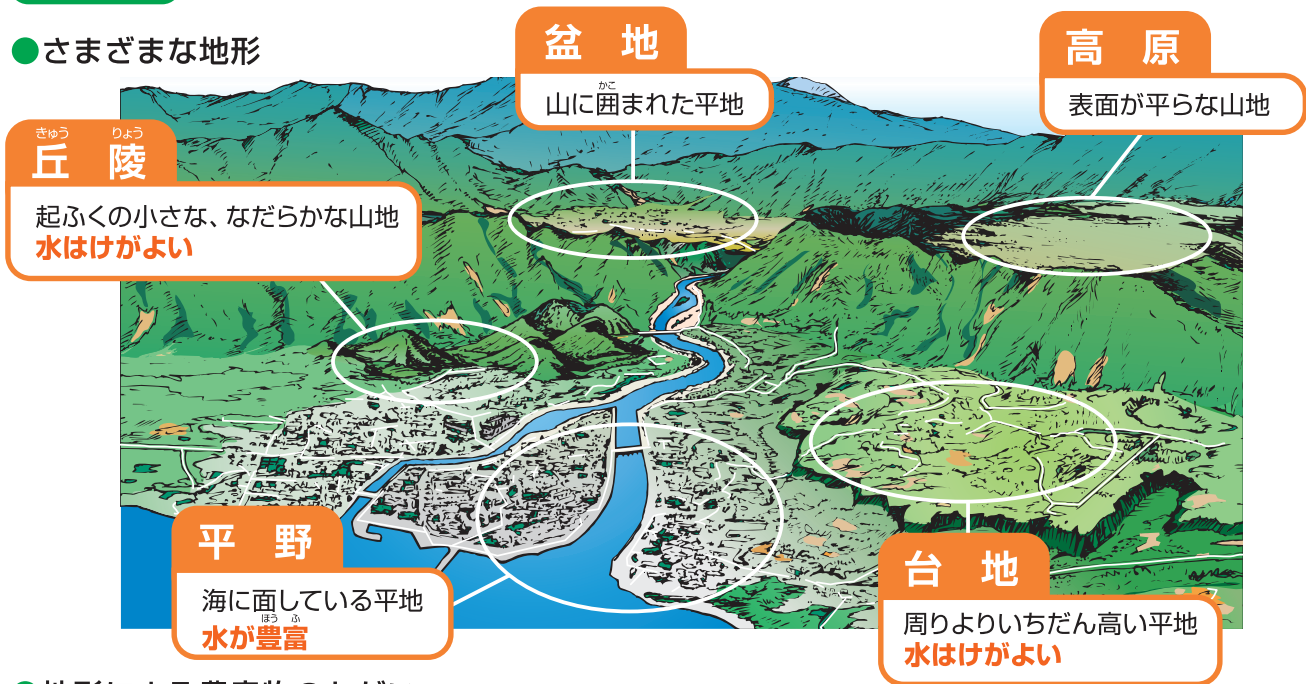 ●さまざまな地形
盆 地
山に囲まれた平地
かこ
高 原
表面が平らな山地
きゅう りょう
丘 陵
起ふくの小さな、なだらかな山地
水はけがよい
平 野
海に面している平地
ほう ふ
水が豊富
台 地
周りよりいちだん高い平地
水はけがよい